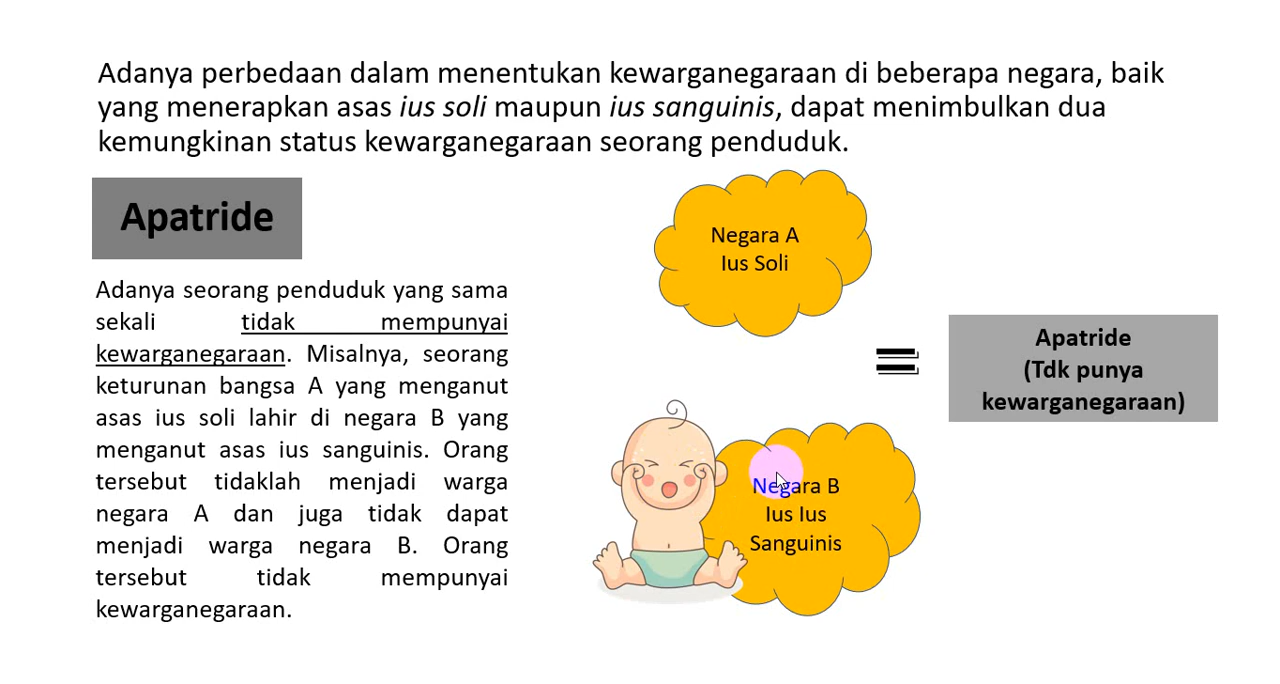 Adanya perbedaan dalam menentukan kewarganegaraan di beberapa negara, baik
yang menerapkan asas ius soli maupun ius sanguinis, dapat menimbulkan dua
kemungkinan status kewarganegaraan seorang penduduk.
Apatride
Adanya seorang penduduk yang sama
sekali tidak mempunyai
kewarganegaraan. Misalnya, seorang
keturunan bangsa A yang menganut
asas ius soli lahir di negara B yang
menganut asas ius sanguinis. Orang
tersebut tidaklah menjadi warga
negara A dan juga tidak dapat
menjadi warga negara B. Orang
tersebut tidak mempunyai
kewarganegaraan.
Negara A
Ius Soli
Negara B
Ius Ius
Sanguinis
=
Apatride
(Tdk punya
kewarganegaraan)